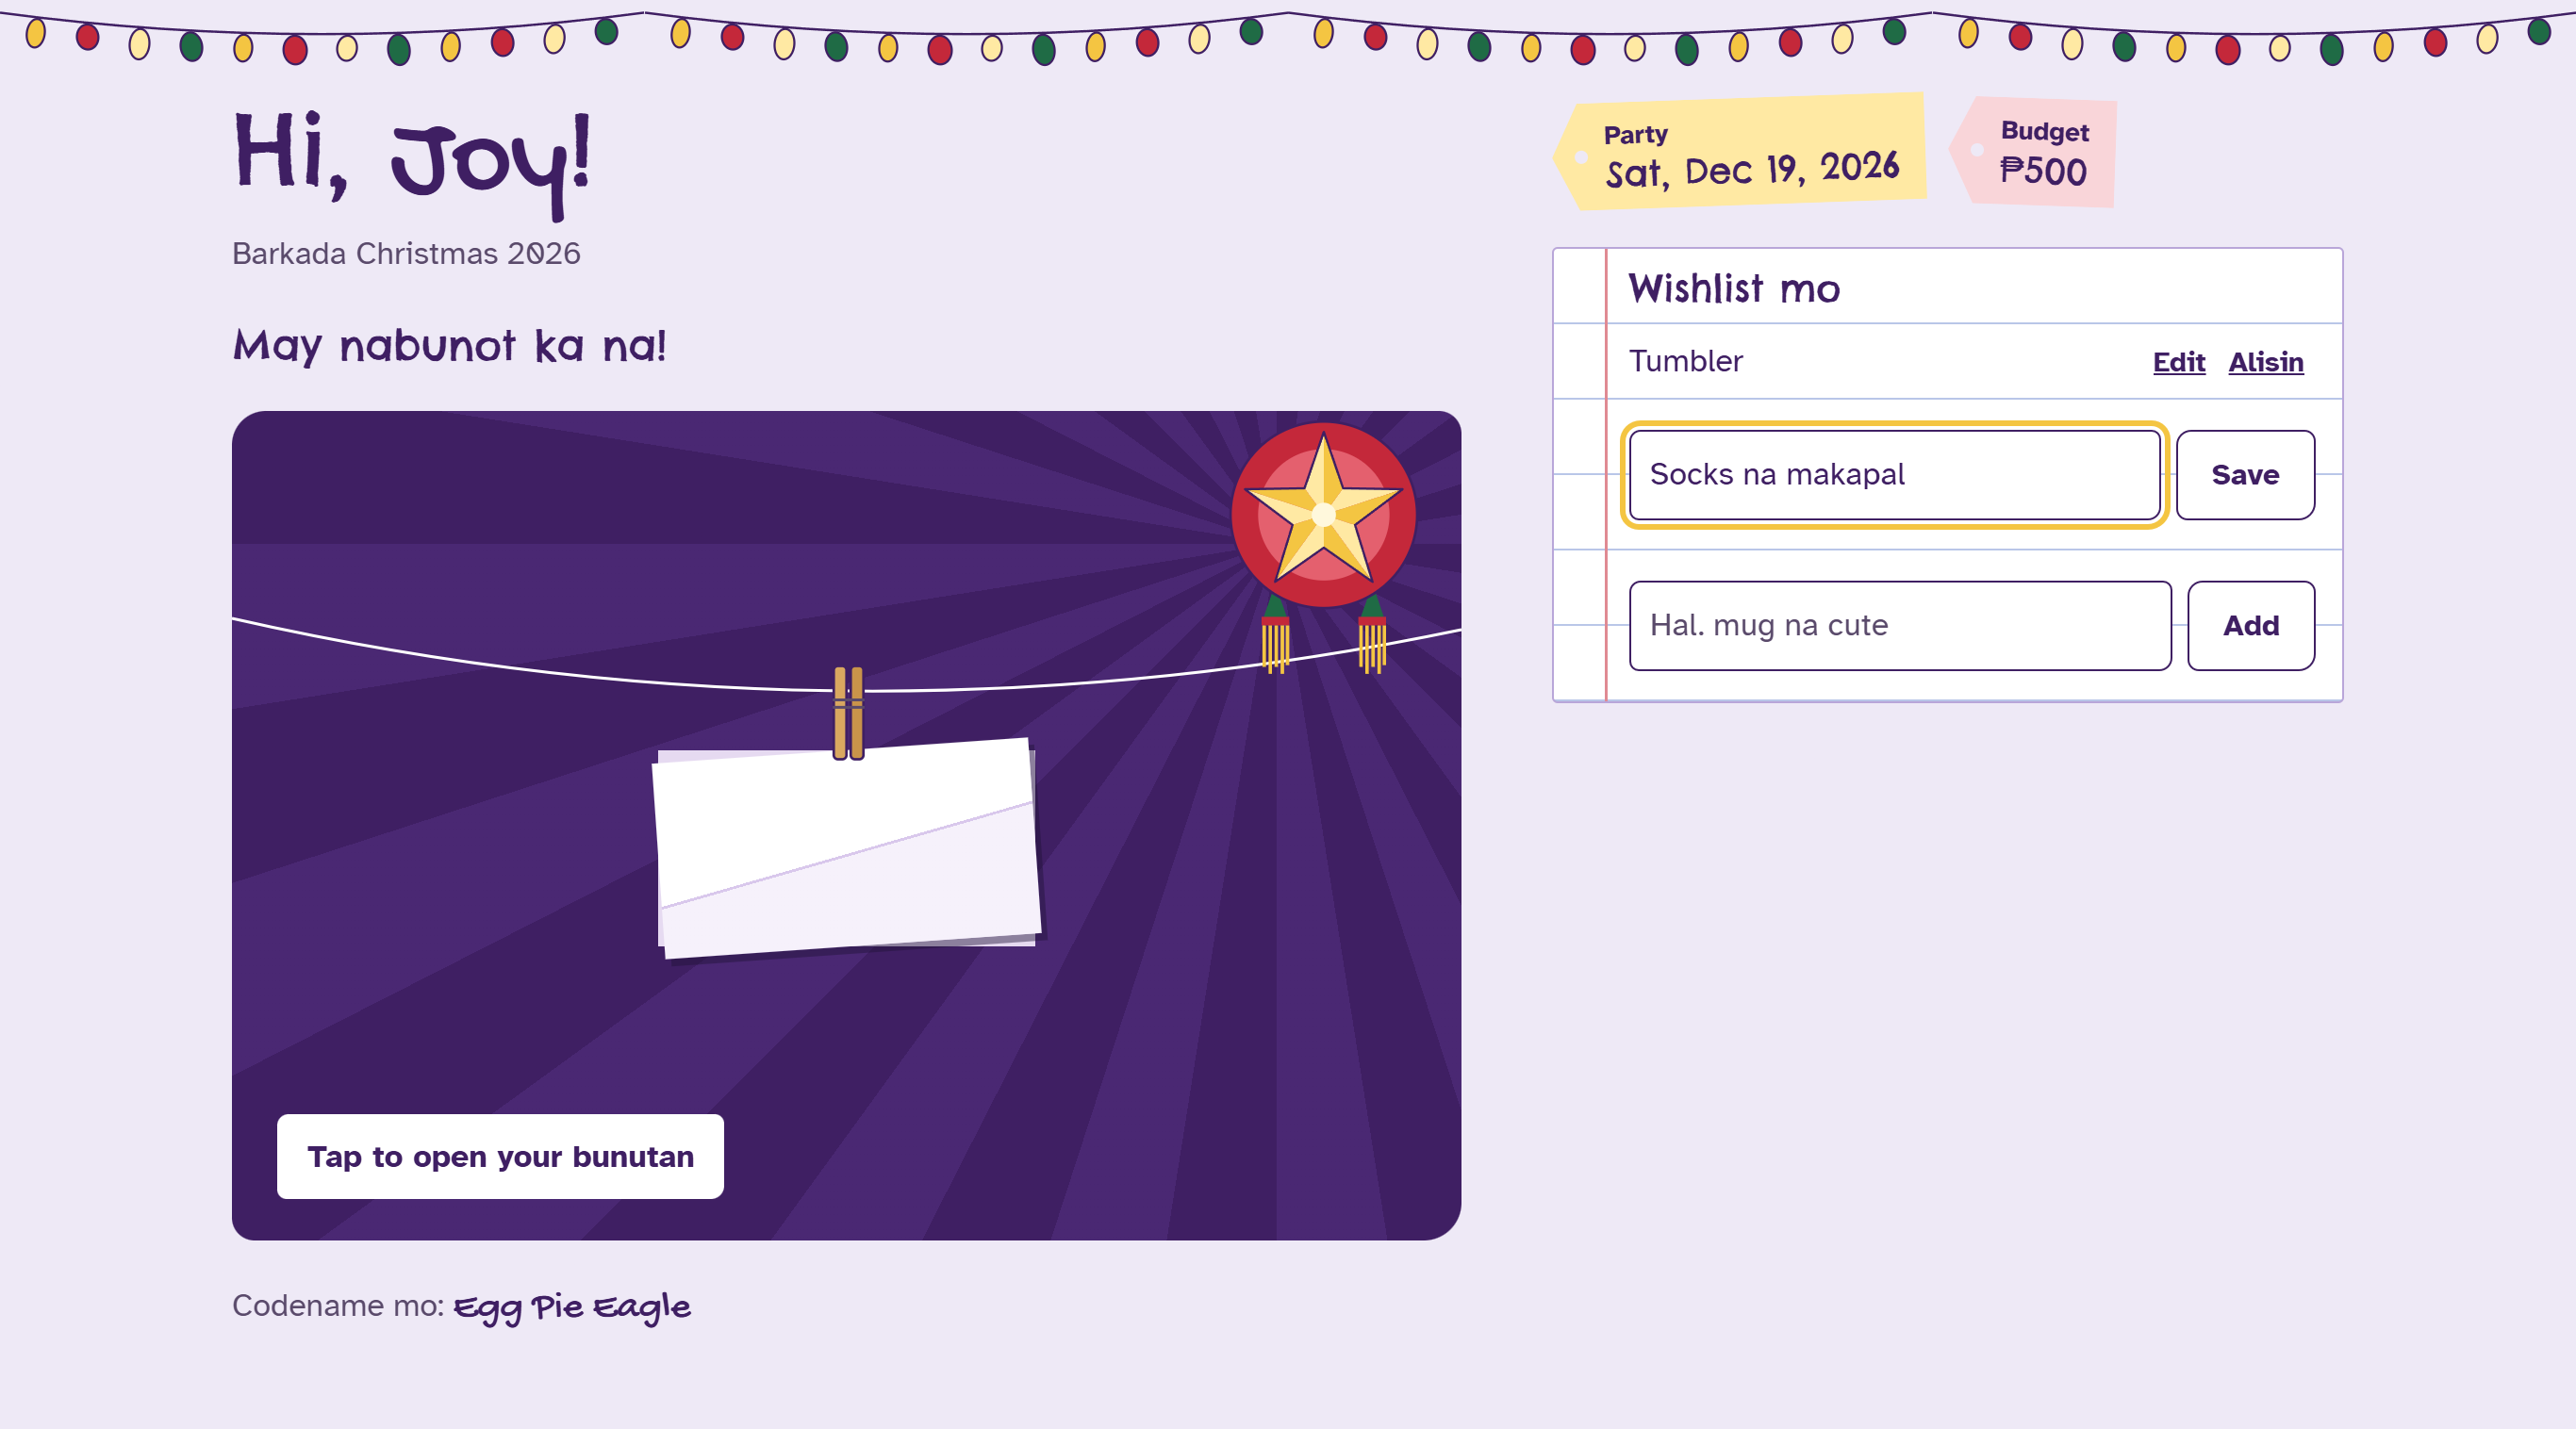 Hi, Joy!
Barkada Christmas 2026
May nabunot ka na!
Tap to open your bunutan
Codename mo: Egg Pie Eagle
Party
Sat, Dec 19, 2026
Budget
₱500
Wishlist mo
Tumbler Edit Alisin
Socks na makapal Save
Hal. mug na cute Add